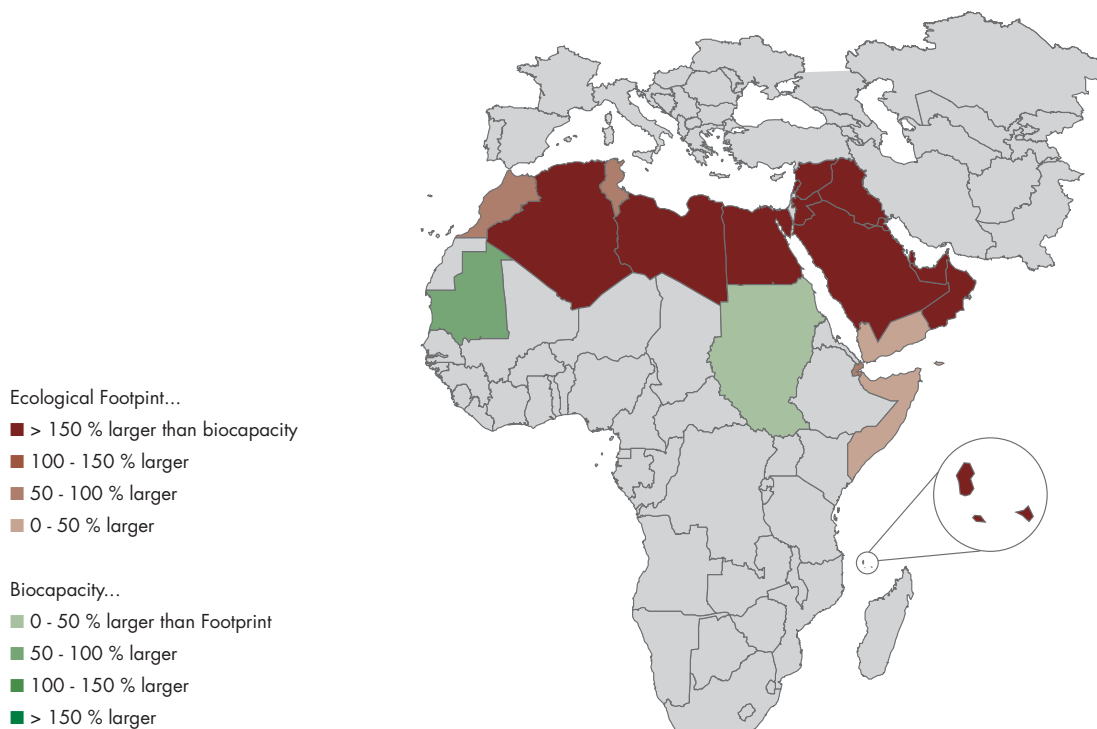 Ecological Footpint...
> 150 % larger than biocapacity
100 - 150 % larger
50 - 100 % larger
0 - 50 % larger
Biocapacity...
0 - 50 % larger than Footprint
50 - 100 % larger
100 - 150 % larger
> 150 % larger